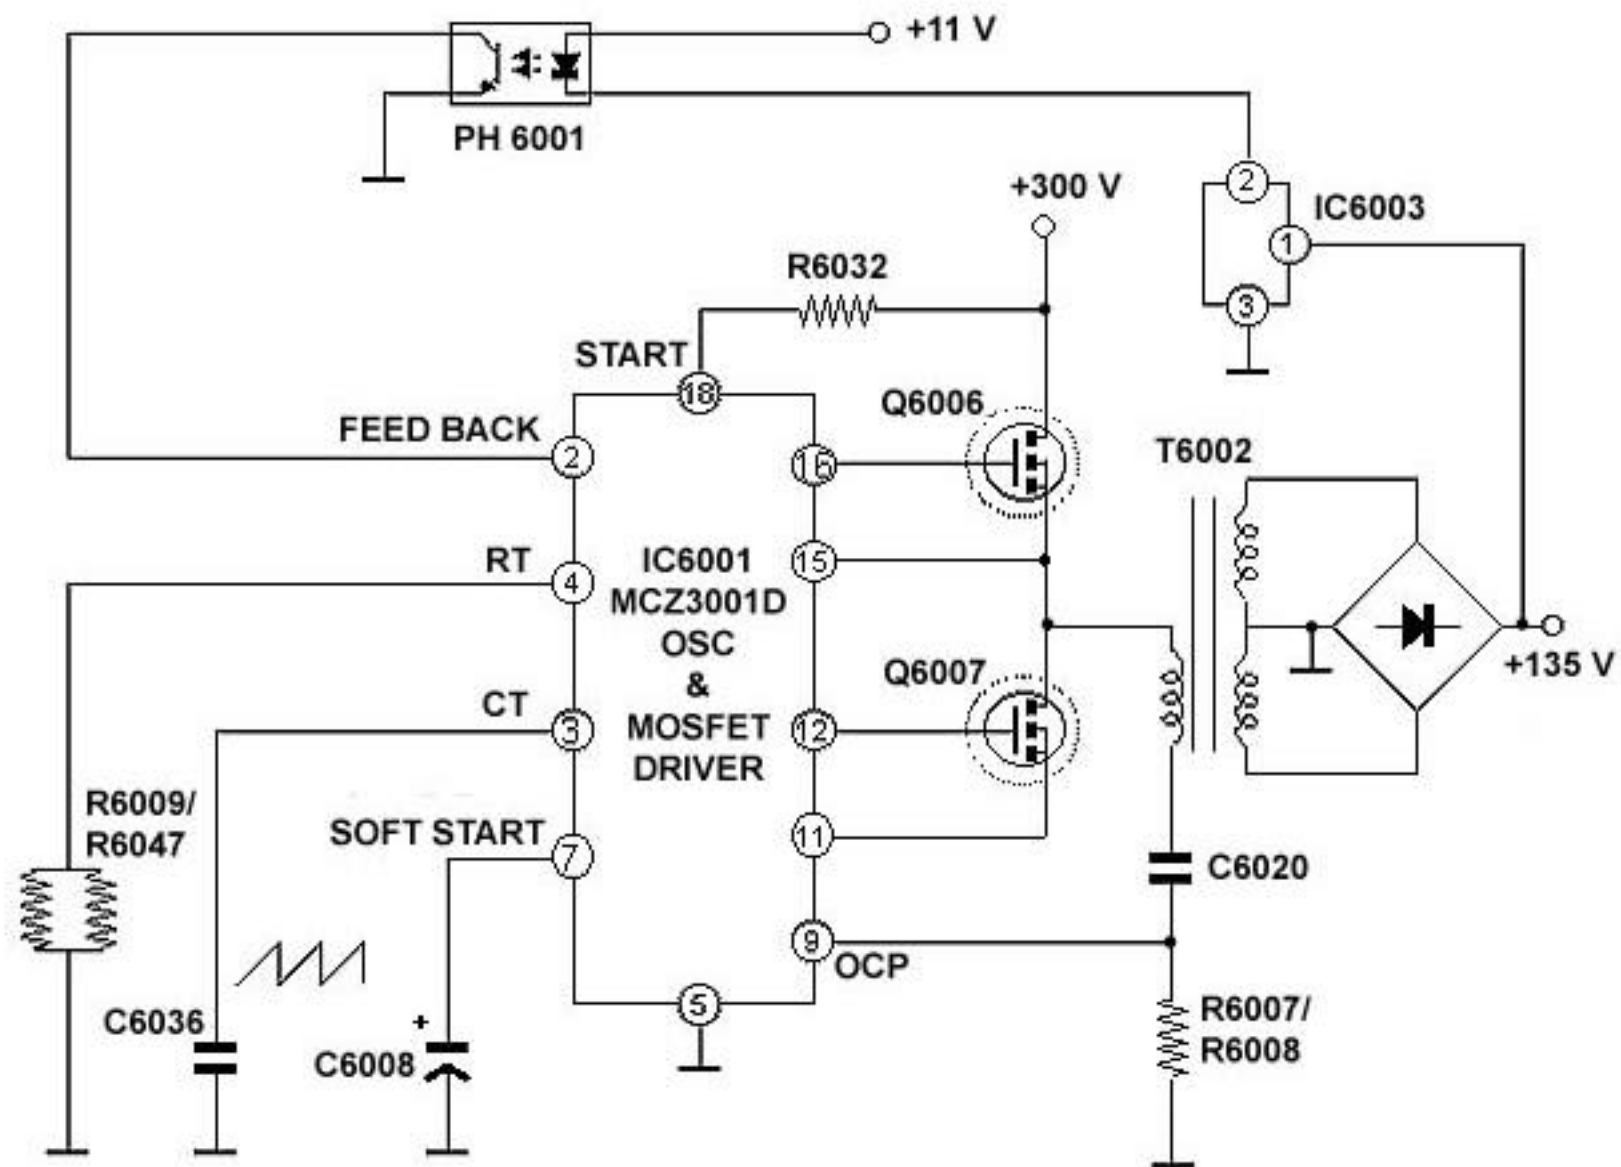 +11 V
PH 6001
+300 V
2
IC6003
1
R6032
3
START
18
Q6006
FEED BACK
2
16
T6002
RT
4
IC6001
MCZ3001D
OSC
&
MOSFET
DRIVER
15
+135 V
Q6007
CT
3
12
R6009/
R6047
SOFT START
7
11
C6020
9
OCP
5
C6036
+
C6008
R6007/
R6008